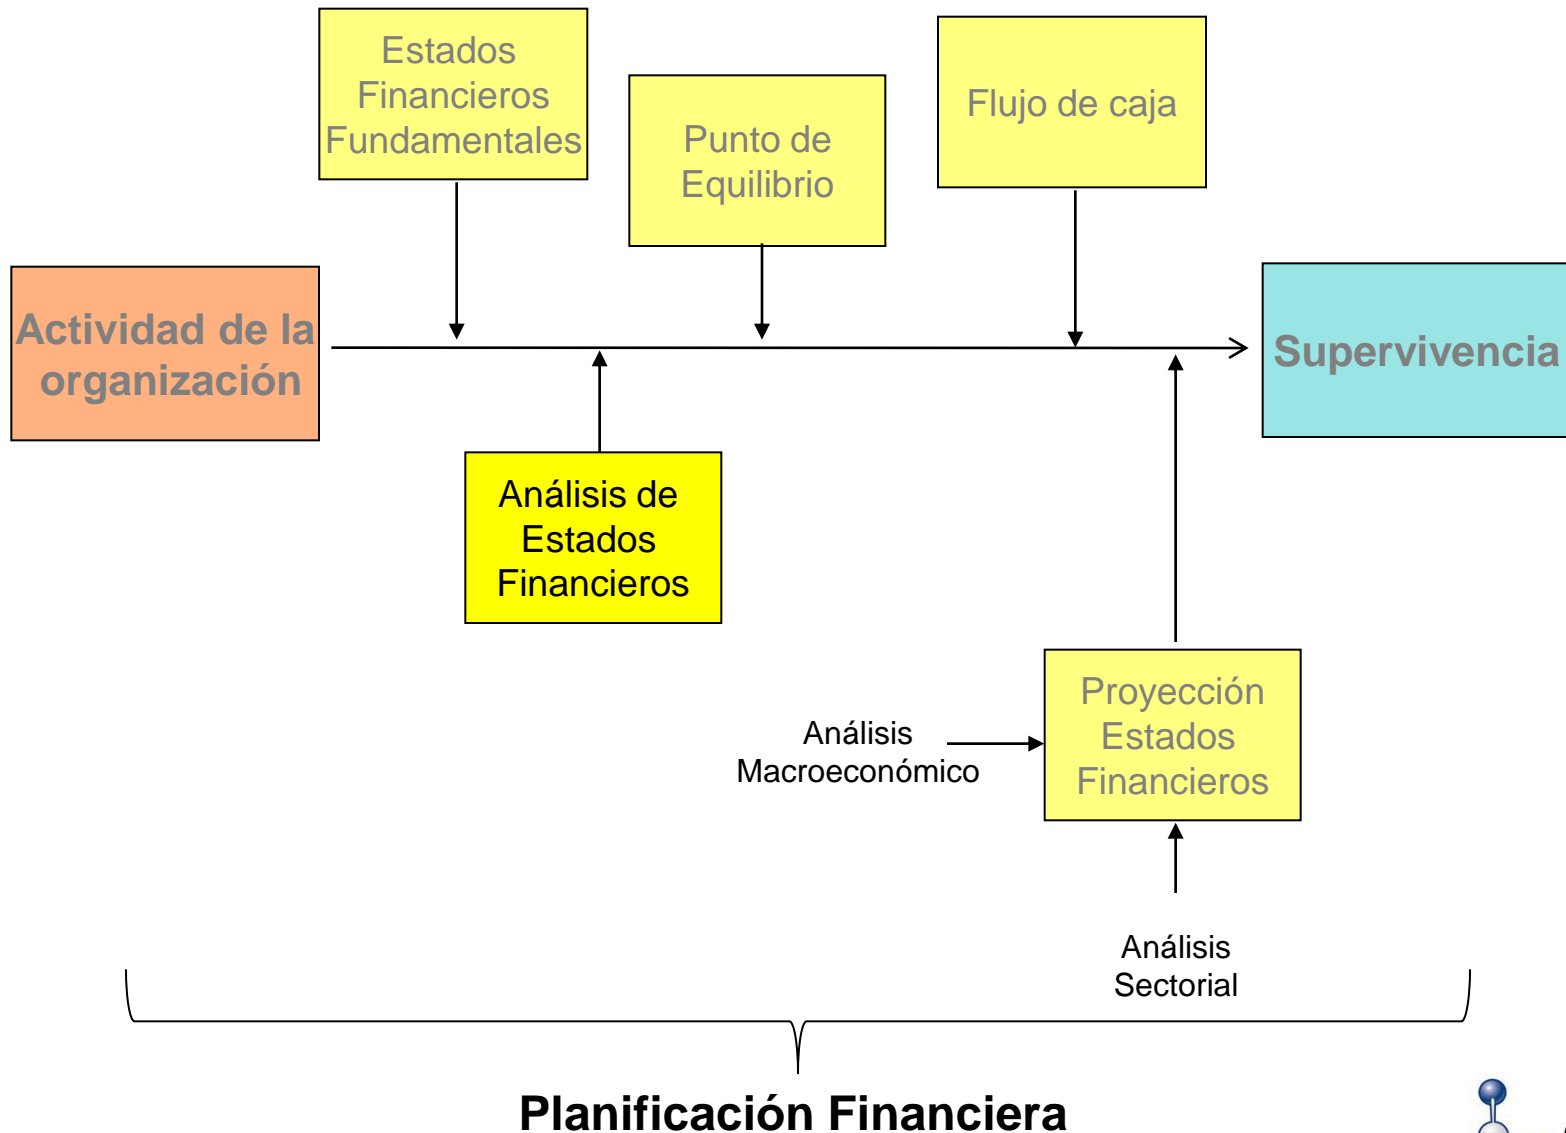 Estados
Financieros
Fundamentales
Punto de
Equilibrio
Flujo de caja
Actividad de la
organización
Supervivencia
Análisis de
Estados
Financieros
Proyección
Estados
Financieros
Análisis
Macroeconómico
Análisis
Sectorial
Planificación Financiera